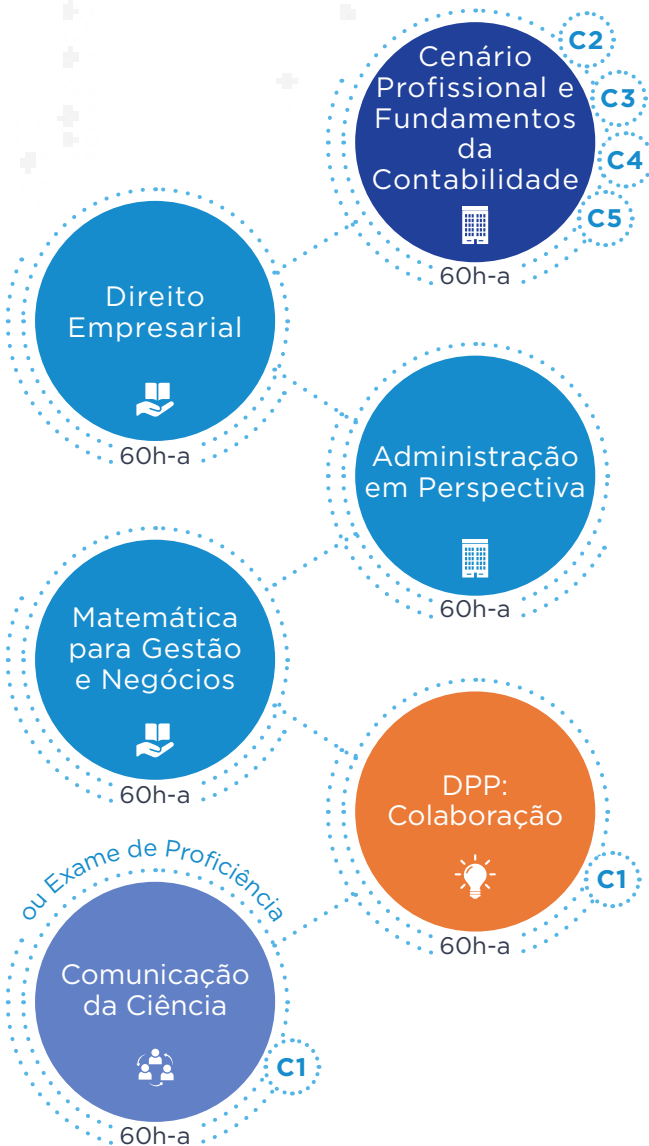 Cenário
Profissional e
Fundamentos
da
Contabilidade
60h-a
C2
C3
C4
C5
Direito
Empresarial
60h-a
Administração
em Perspectiva
60h-a
Matemática
para Gestão
e Negócios
60h-a
DPP:
Colaboração
60h-a
C1
ou Exame de Proficiência
Comunicação
da Ciência
60h-a
C1